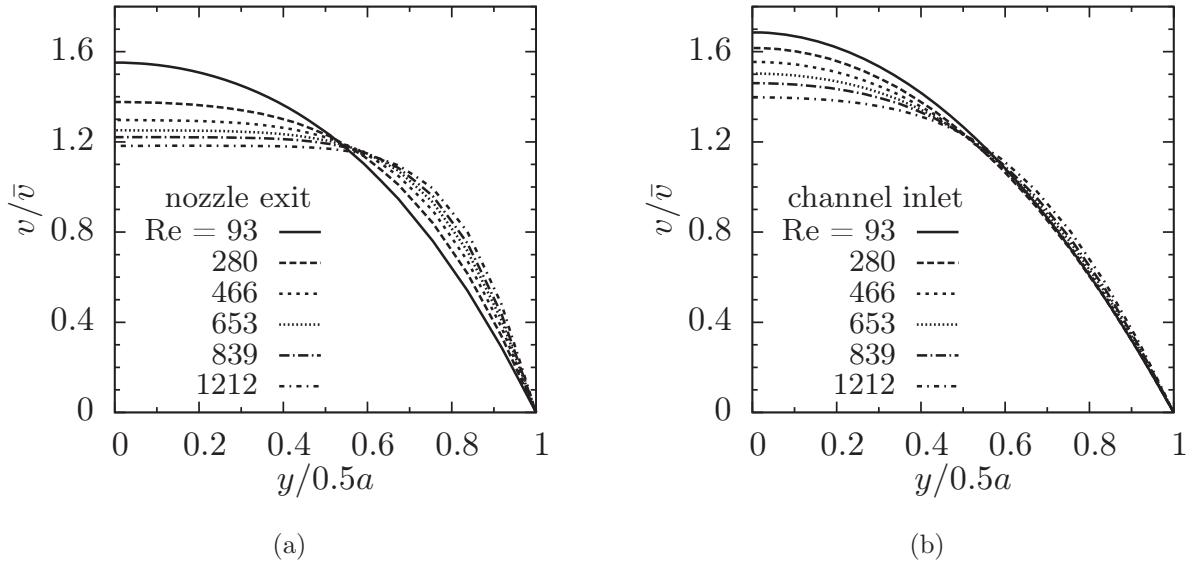 v/v̄
1.6
1.2
0.8
0.4
0
nozzle exit
Re = 93
280
466
653
839
1212
0 0.2 0.4 0.6 0.8 1
y/0.5a
(a)
v/v̄
1.6
1.2
0.8
0.4
0
channel inlet
Re = 93
280
466
653
839
1212
0 0.2 0.4 0.6 0.8 1
y/0.5a
(b)